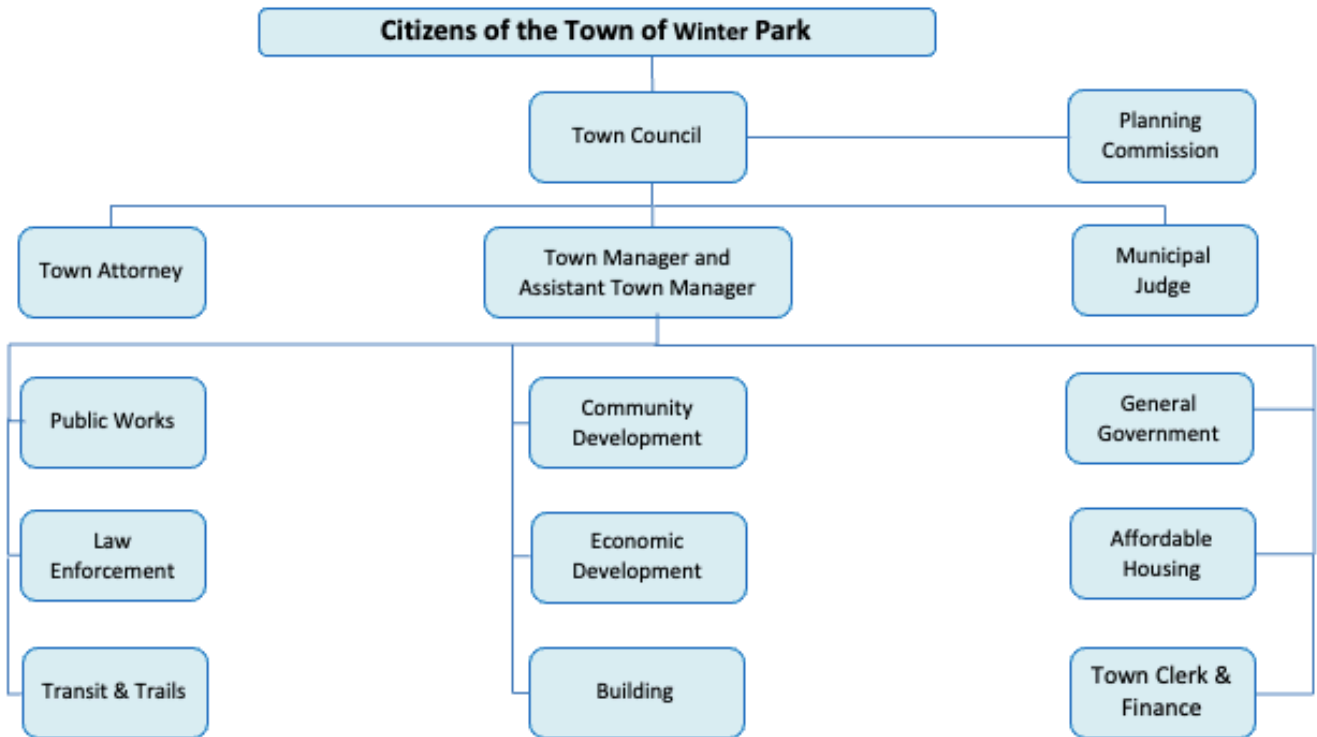 Citizens of the Town of Winter Park
Town Council
Planning
Commission
Town Attorney
Town Manager and
Assistant Town Manager
Municipal
Judge
Public Works
Community
Development
General
Government
Law
Enforcement
Economic
Development
Affordable
Housing
Transit & Trails
Building
Town Clerk &
Finance